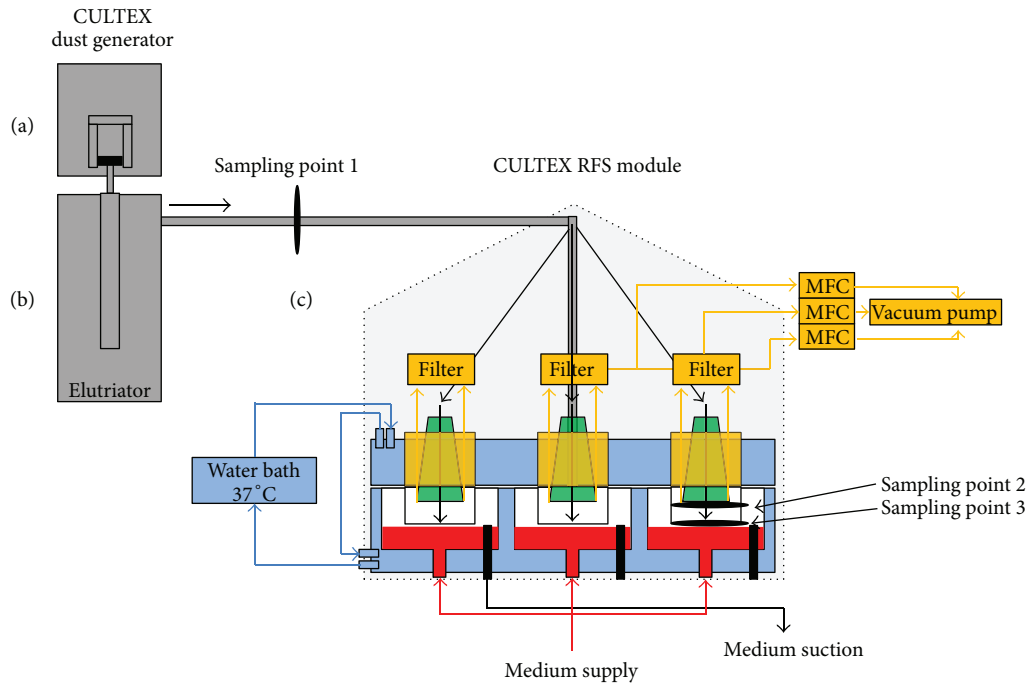 CULTEX
dust generator
(a)
Sampling point 1
CULTEX RFS module
(b)
(c)
MFC
MFC
MFC
Vacuum pump
Filter
Filter
Filter
Elutriator
Water bath
37°C
Sampling point 2
Sampling point 3
Medium suction
Medium supply